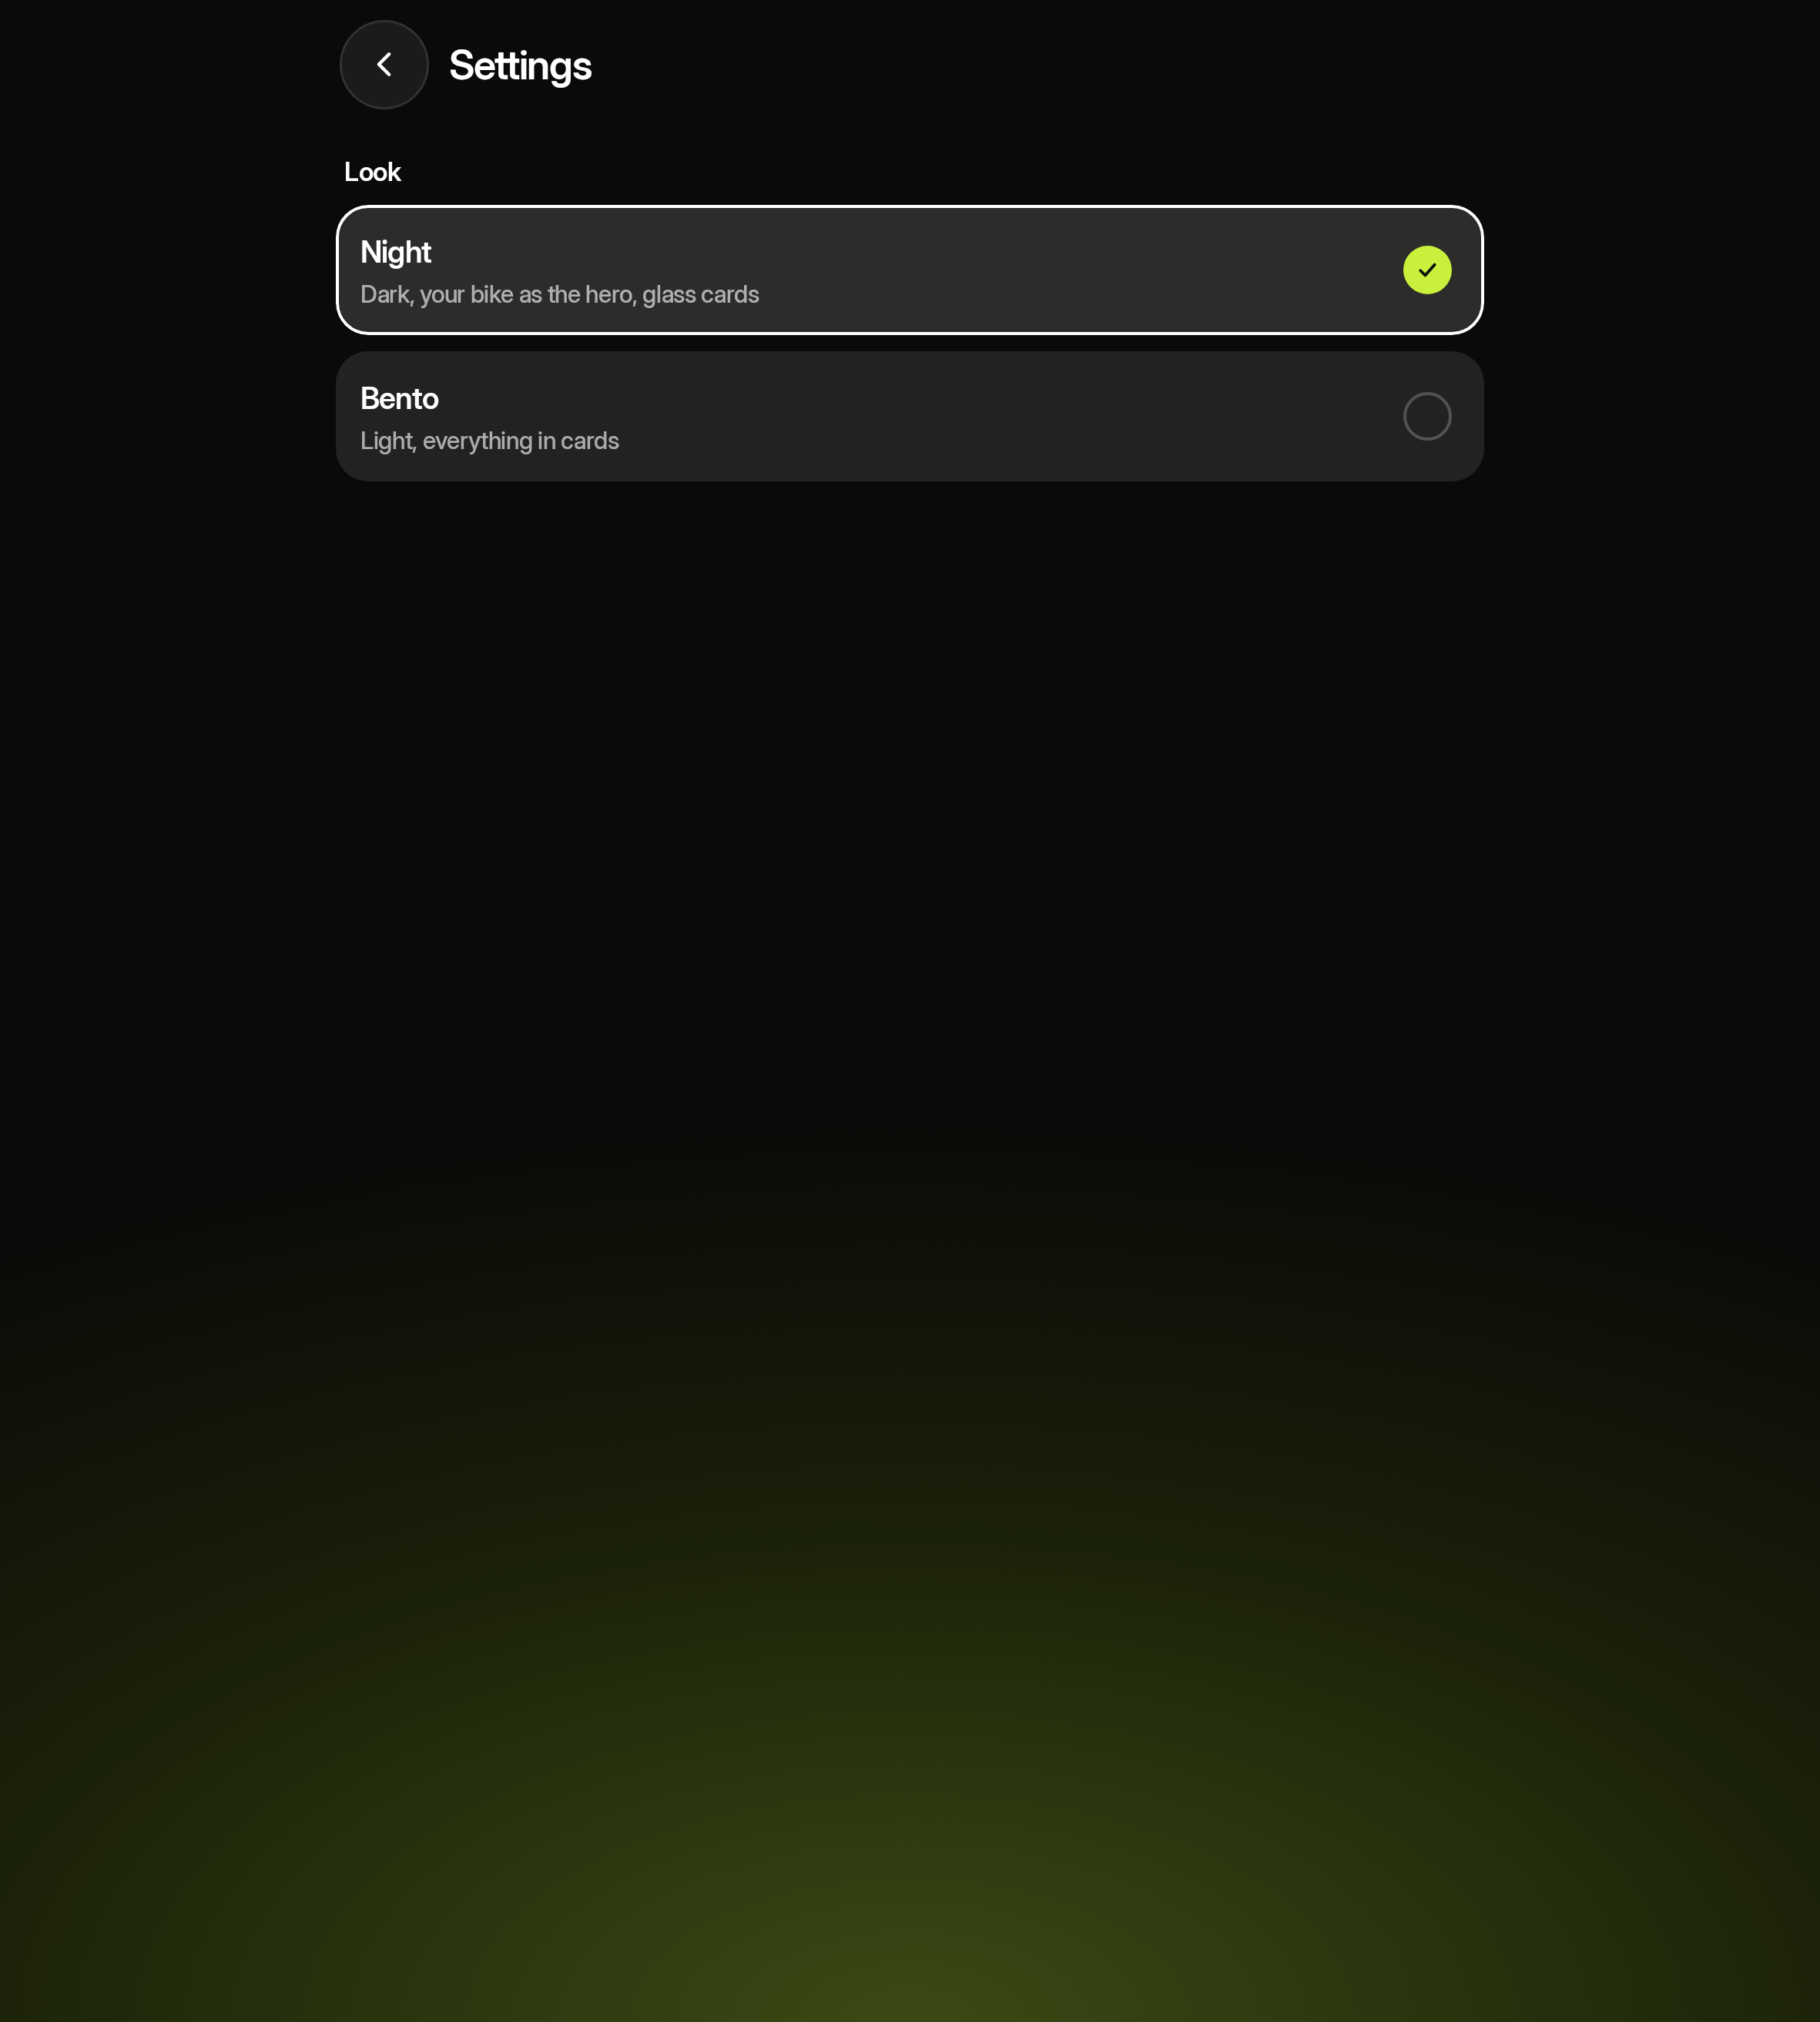 Settings
Look
Night
Dark, your bike as the hero, glass cards
Bento
Light, everything in cards